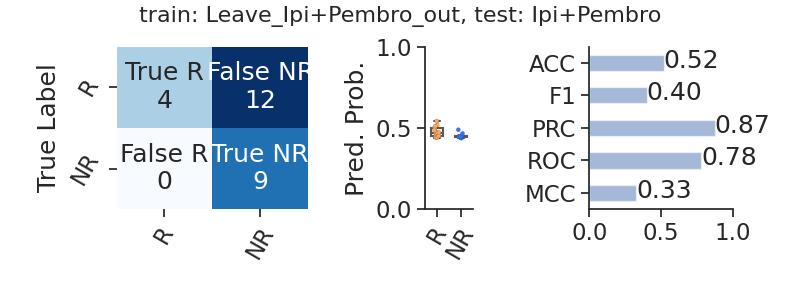 train: Leave_Ipi+Pembro_out, test: Ipi+Pembro
True Label
R
NR
True R
4
False NR
12
False R
0
True NR
9
R
NR
Pred. Prob.
1.0
0.5
0.0
R
NR
ACC
0.52
F1
0.40
PRC
0.87
ROC
0.78
MCC
0.33
0.0
0.5
1.0